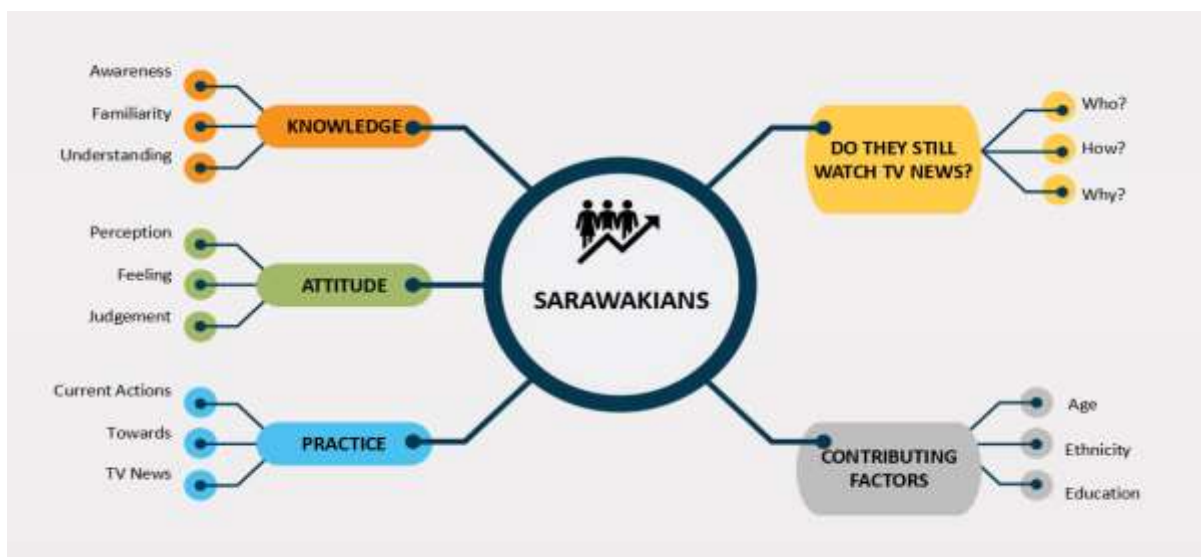 Awareness
Familiarity
Understanding
KNOWLEDGE
Perception
Feeling
Judgement
ATTITUDE
Current Actions
Towards
TV News
PRACTICE
SARAWAKIANS
DO THEY STILL
WATCH TV NEWS?
Who?
How?
Why?
CONTRIBUTING
FACTORS
Age
Ethnicity
Education